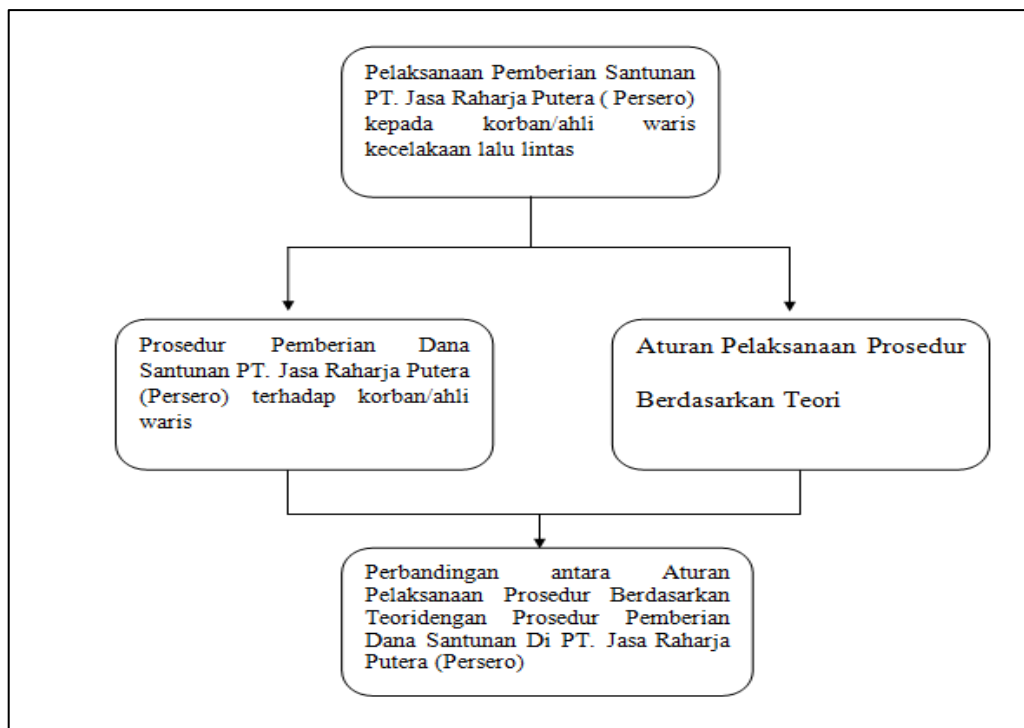 Pelaksanaan Pemberian Santunan
PT. Jasa Raharja Putera ( Persero)
kepada korban/ahli waris
kecelakaan lalu lintas
Prosedur Pemberian Dana
Santunan PT. Jasa Raharja Putera
(Persero) terhadap korban/ahli
waris
Aturan Pelaksanaan Prosedur
Berdasarkan Teori
Perbandingan antara Aturan
Pelaksanaan Prosedur Berdasarkan
Teoridengan Prosedur Pemberian
Dana Santunan Di PT. Jasa Raharja
Putera (Persero)